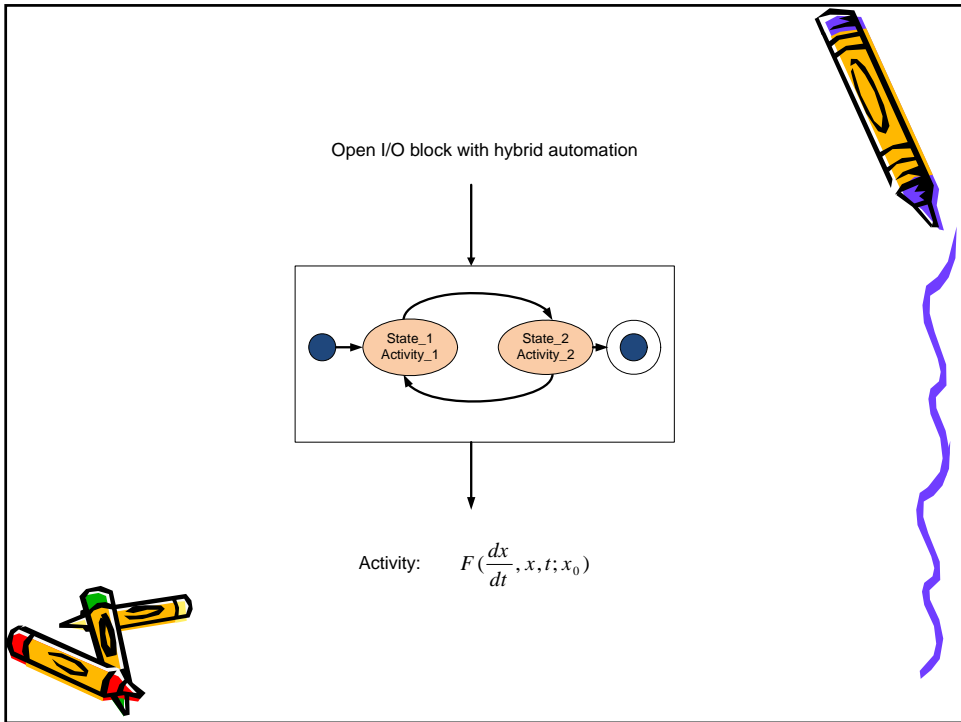 Open I/O block with hybrid automation
State_1
Activity_1
State_2
Activity_2
Activity: F(dx/dt, x, t; x₀)